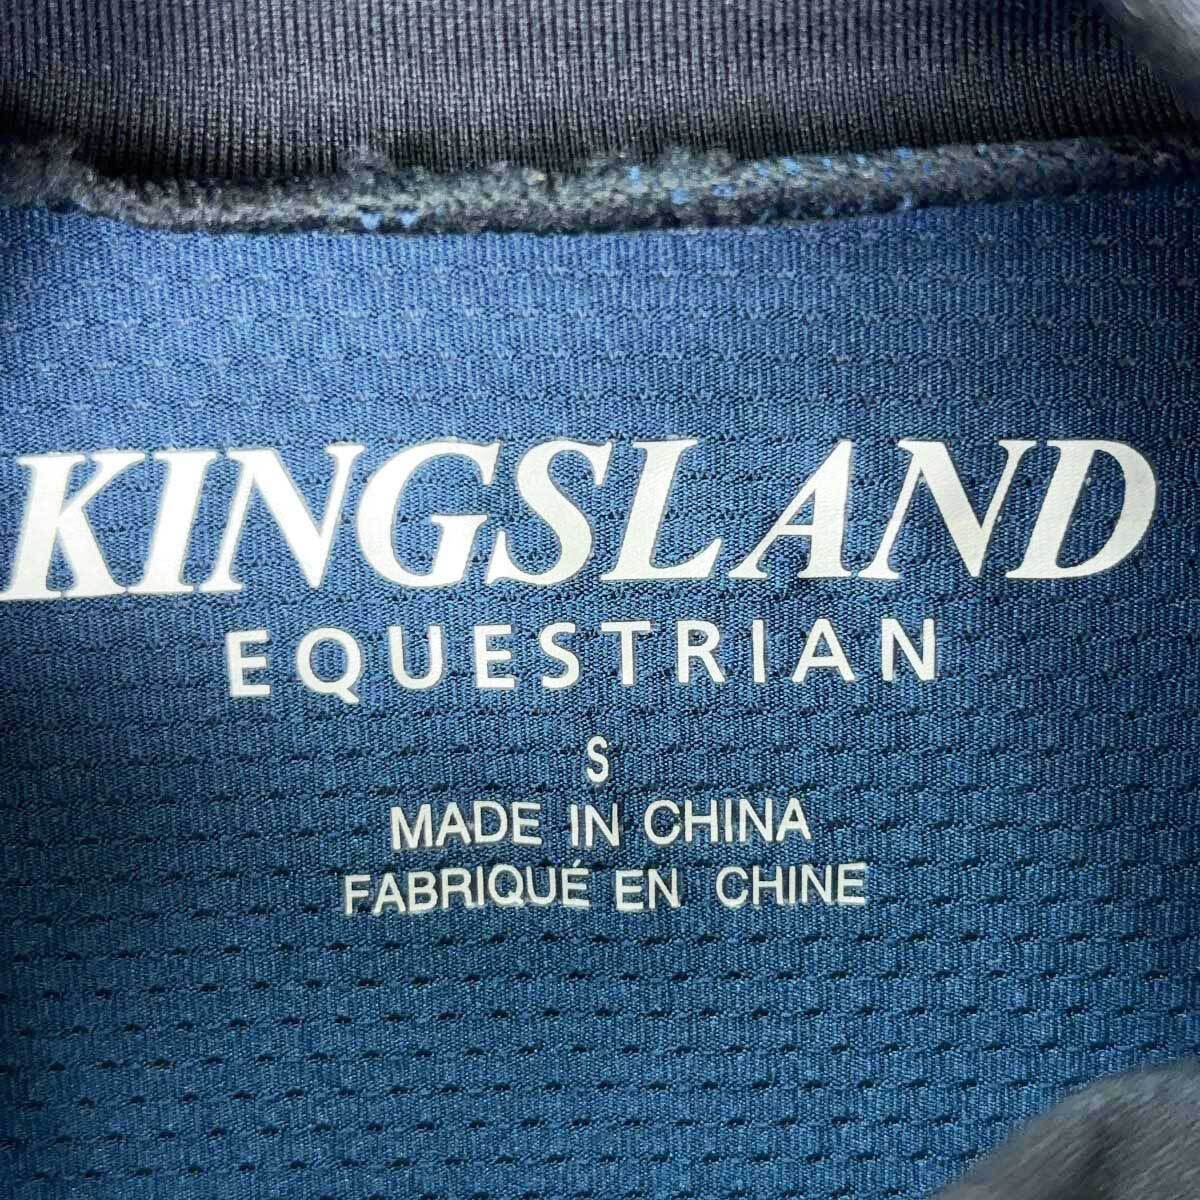 KINGSLAND
EQUESTRIAN
S
MADE IN CHINA
FABRIQUÉ EN CHINE